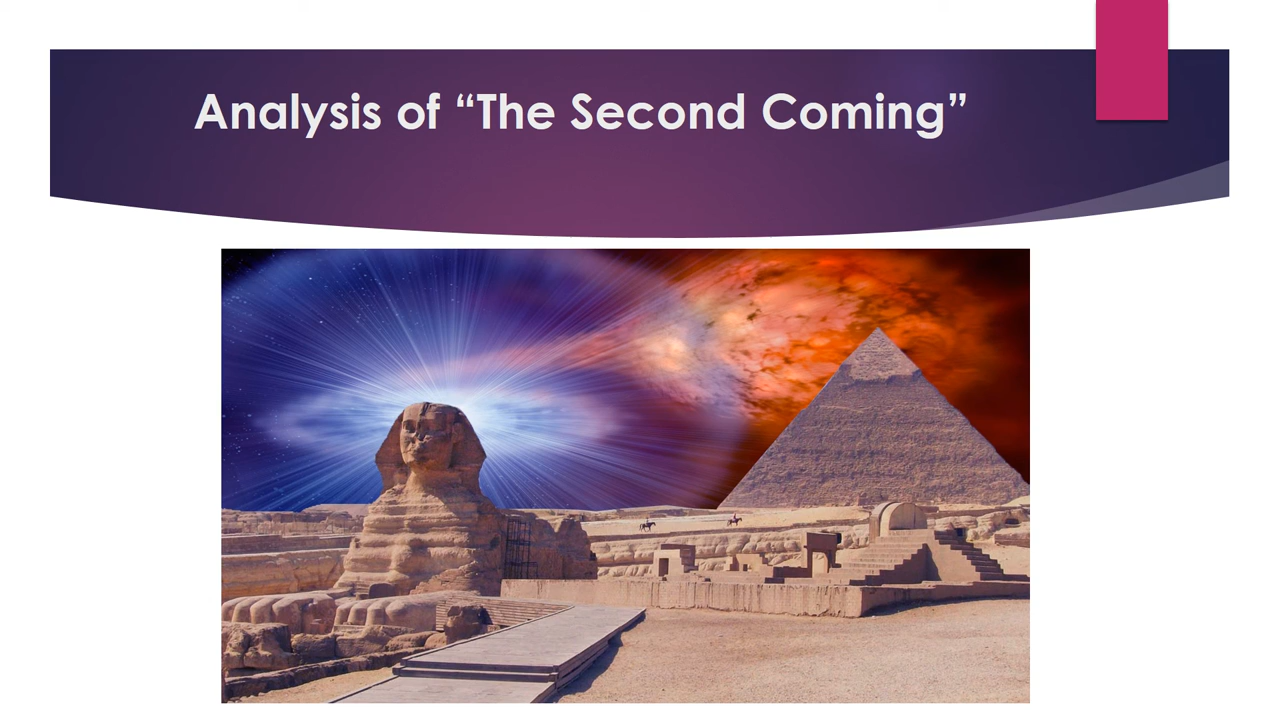 Analysis of “The Second Coming”